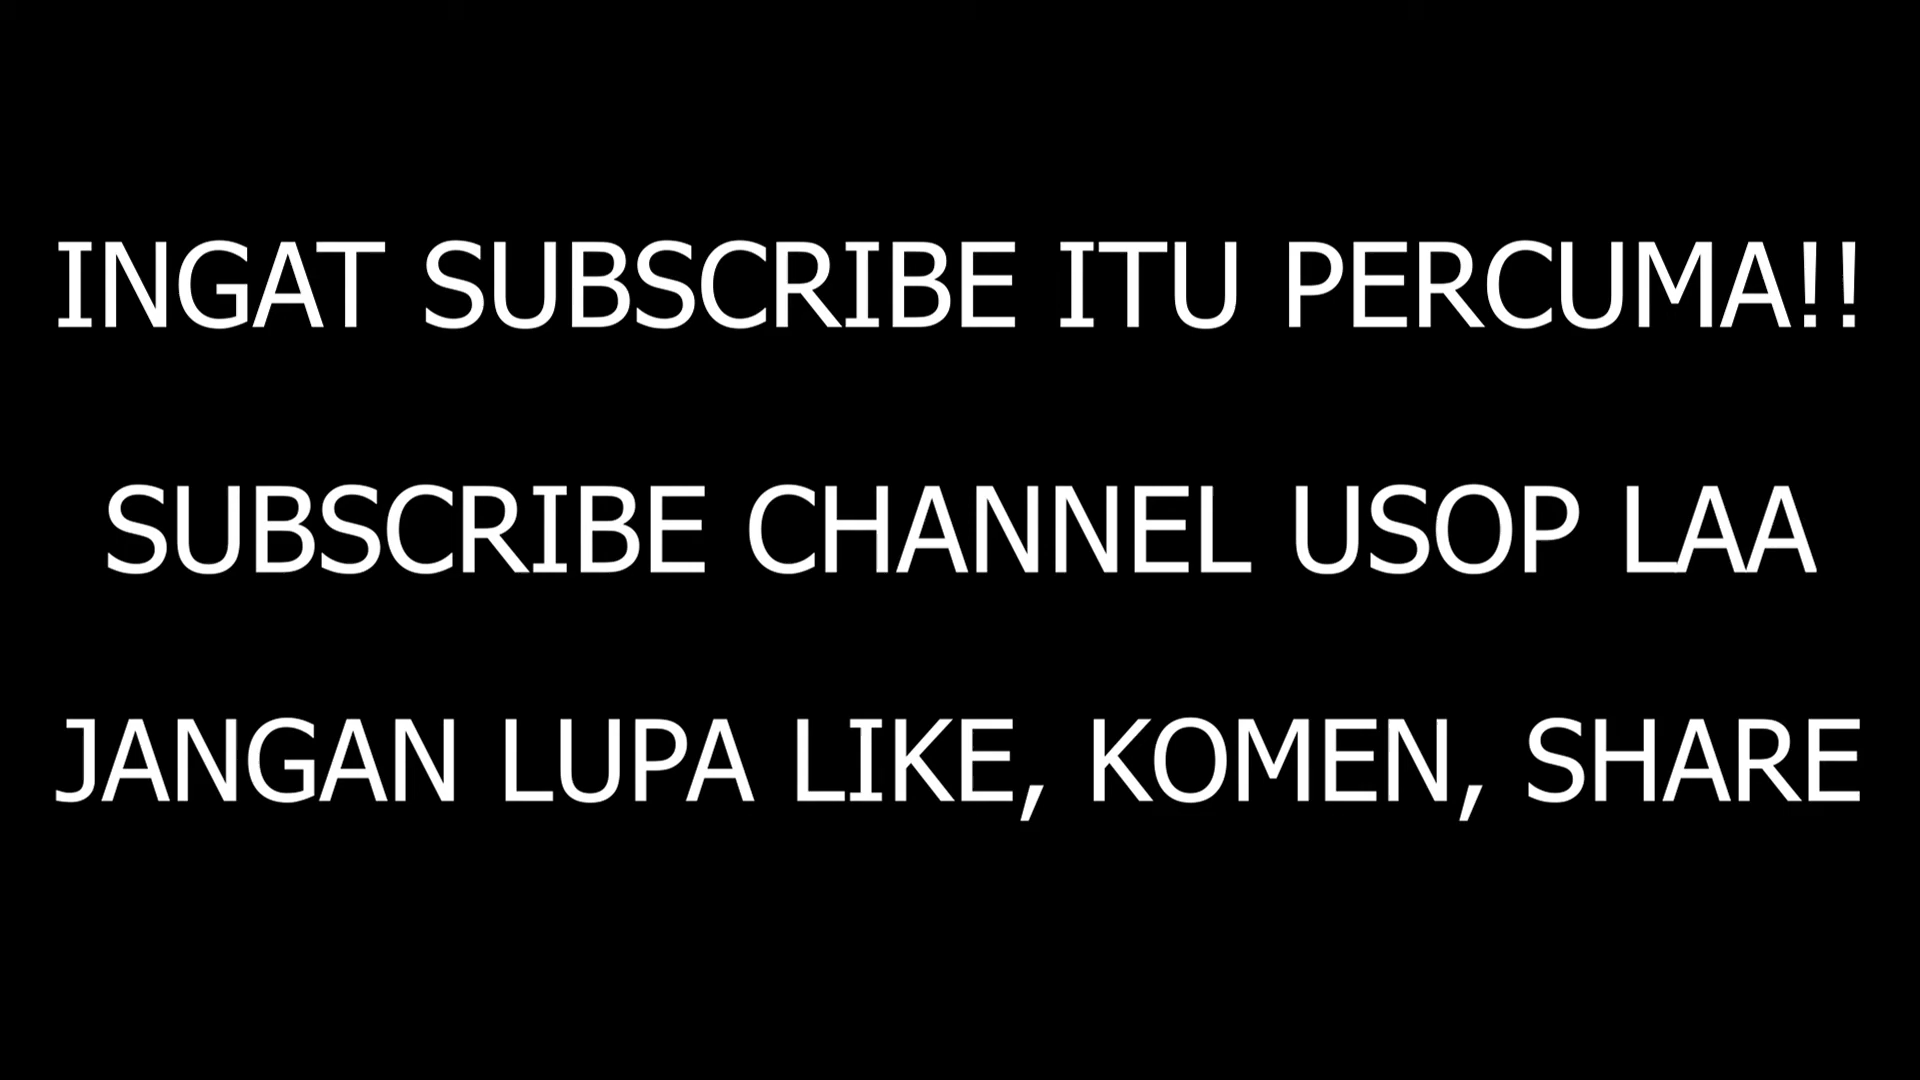 INGAT SUBSCRIBE ITU PERCUMA!!
SUBSCRIBE CHANNEL USOP LAA
JANGAN LUPA LIKE, KOMEN, SHARE